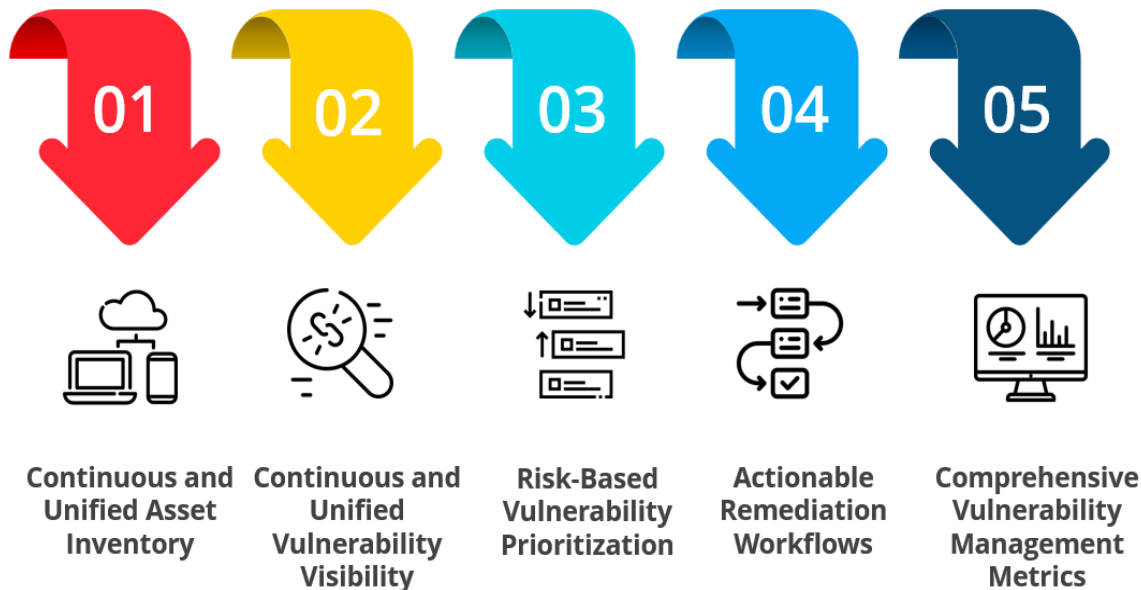 01
02
03
04
05
Continuous and
Unified Asset
Inventory
Continuous and
Unified
Vulnerability
Visibility
Risk-Based
Vulnerability
Prioritization
Actionable
Remediation
Workflows
Comprehensive
Vulnerability
Management
Metrics